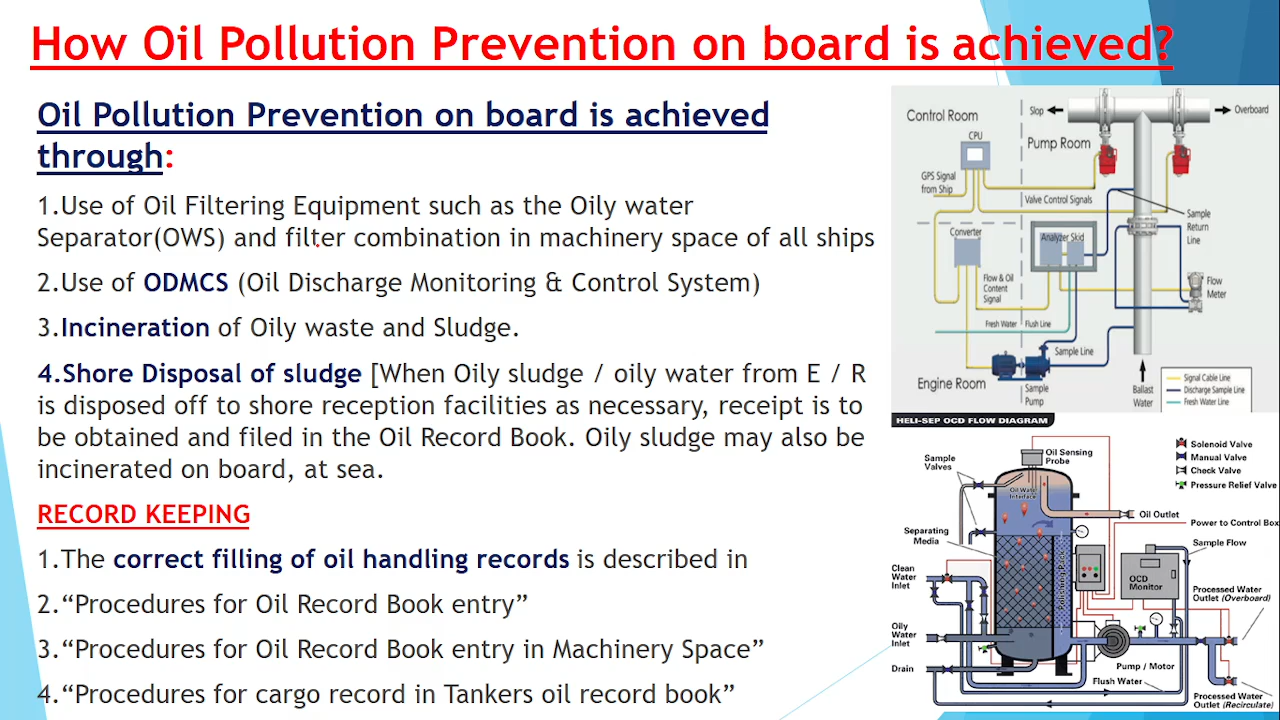 How Oil Pollution Prevention on board is achieved?
Oil Pollution Prevention on board is achieved
through:
1.Use of Oil Filtering Equipment such as the Oily water
Separator(OWS) and filter combination in machinery space of all ships
2.Use of ODMCS (Oil Discharge Monitoring & Control System)
3.Incineration of Oily waste and Sludge.
4.Shore Disposal of sludge [When Oily sludge / oily water from E / R
is disposed off to shore reception facilities as necessary, receipt is to
be obtained and filed in the Oil Record Book. Oily sludge may also be
incinerated on board, at sea.
RECORD KEEPING
1.The correct filling of oil handling records is described in
2.“Procedures for Oil Record Book entry”
3.“Procedures for Oil Record Book entry in Machinery Space”
4.“Procedures for cargo record in Tankers oil record book”
Slop
Overboard
Control Room
CPU
Pump Room
GPS Signal
from Ship
Valve Control Signals
Sample
Return
Line
Converter
Analyzer Skid
Flow & Oil
Content
Signal
Flow
Meter
Fresh Water
Flush Line
Sample Line
Engine Room
Sample
Pump
Ballast
Water
Signal Cable Line
Discharge Sample Line
Fresh Water Line
HELI-SEP OCD FLOW DIAGRAM
Sample
Valves
Oil Sensing
Probe
Solenoid Valve
Manual Valve
Check Valve
Pressure Relief Valve
Oil Water
Interface
Oil Outlet
Power to Control Box
Separating
Media
Sample Flow
Polishing Pack
Clean
Water
Inlet
OCD
Monitor
Processed Water
Outlet (Overboard)
Oily
Water
Inlet
Drain
Pump / Motor
Flush Water
Processed Water
Outlet (Recirculate)